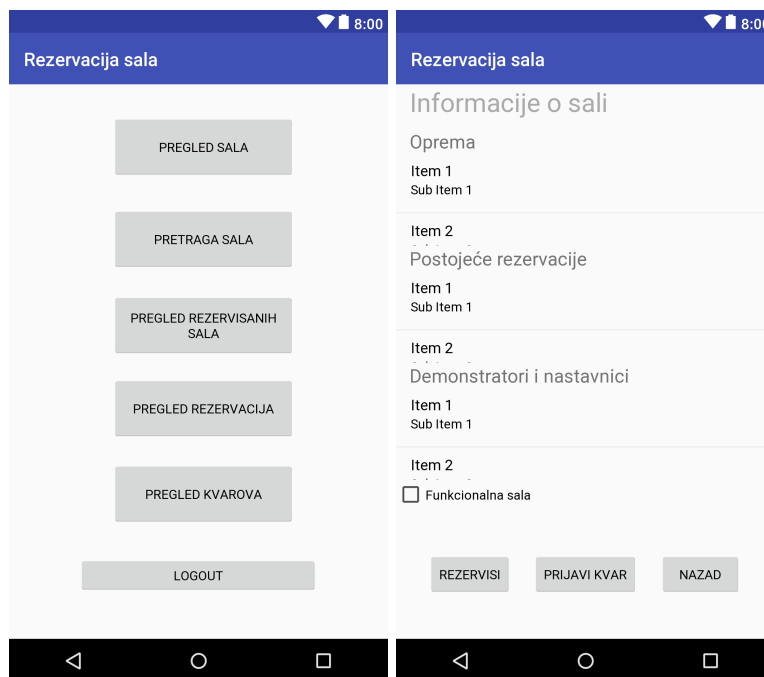 8:00
Rezervacija sala
PREGLED SALA
PRETRAGA SALA
PREGLED REZERVISANIH
SALA
PREGLED REZERVACIJA
PREGLED KVAROVA
LOGOUT
8:00
Rezervacija sala
Informacije o sali
Oprema
Item 1
Sub Item 1
Item 2
Postojeće rezervacije
Item 1
Sub Item 1
Item 2
Demonstratori i nastavnici
Item 1
Sub Item 1
Item 2
Funkcionalna sala
REZERVISI
PRIJAVI KVAR
NAZAD